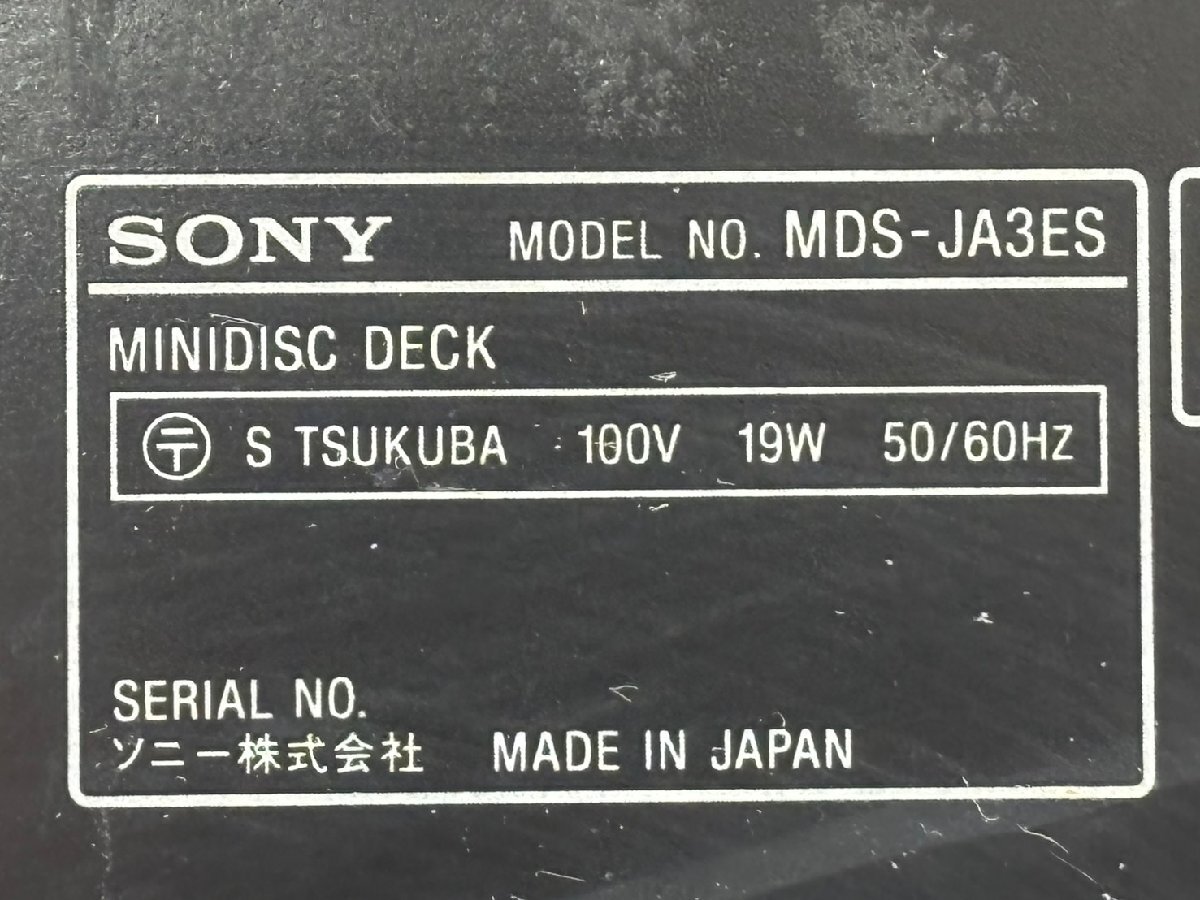 SONY MODEL NO. MDS-JA3ES
MINIDISC DECK
〒 S TSUKUBA 100V 19W 50/60Hz
SERIAL NO.
ソニー株式会社 MADE IN JAPAN